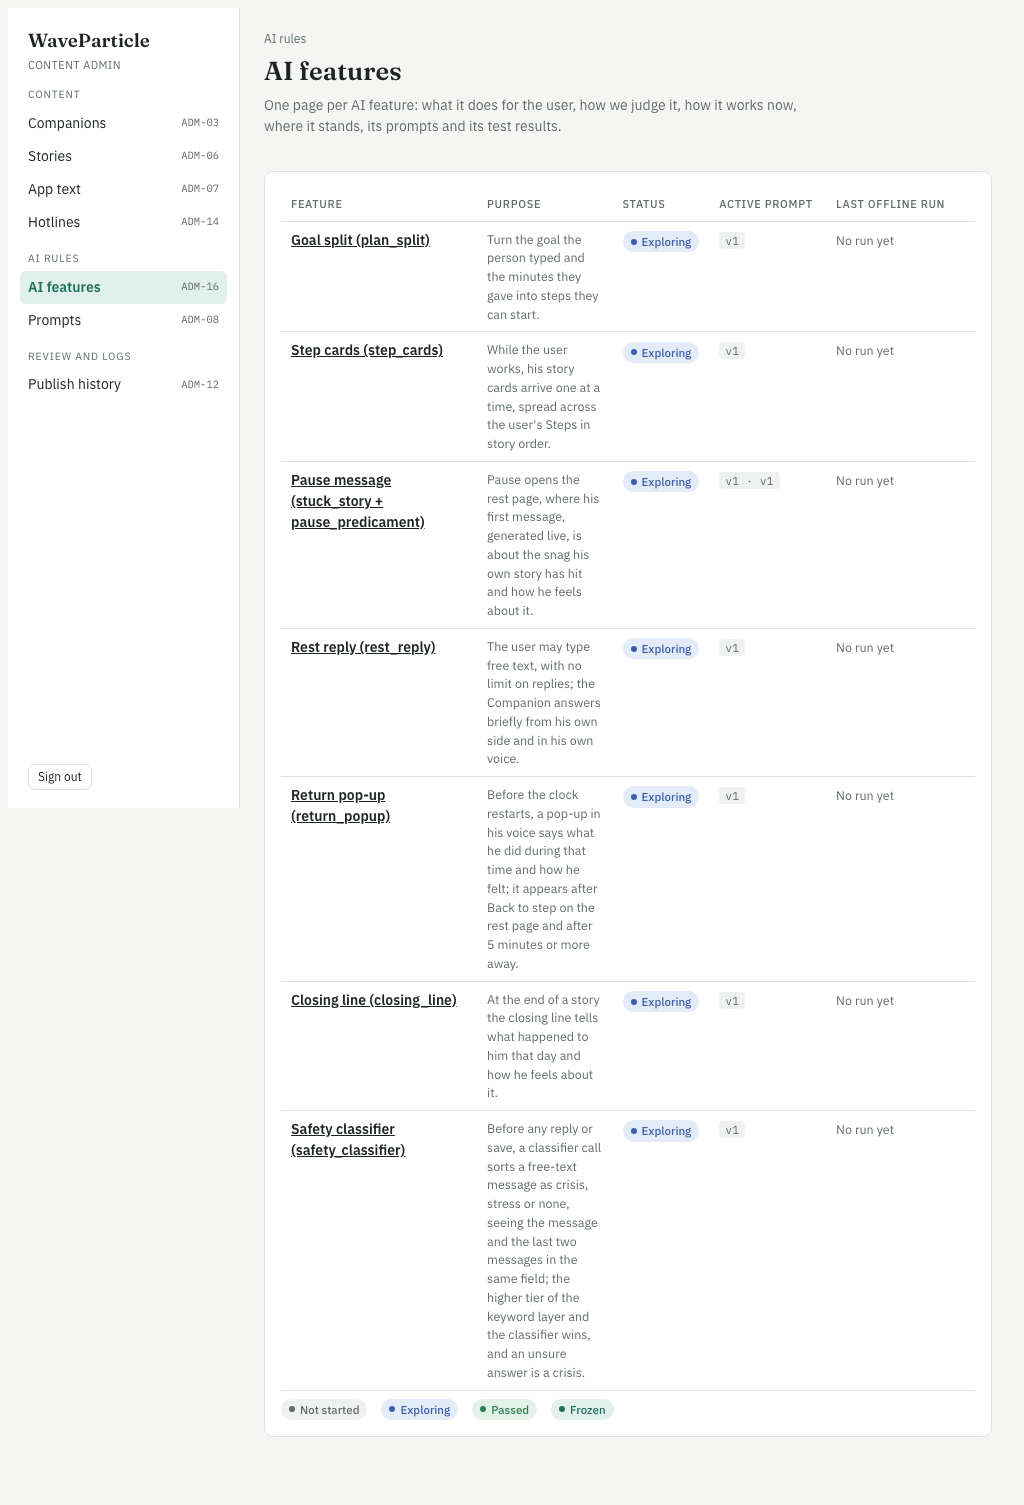 WaveParticle
CONTENT ADMIN
CONTENT
Companions ADM-03
Stories ADM-06
App text ADM-07
Hotlines ADM-14
AI RULES
AI features ADM-16
Prompts ADM-08
REVIEW AND LOGS
Publish history ADM-12
Sign out
AI rules
AI features
One page per AI feature: what it does for the user, how we judge it, how it works now,
where it stands, its prompts and its test results.
FEATURE PURPOSE STATUS ACTIVE PROMPT LAST OFFLINE RUN
Goal split (plan_split) Turn the goal the Exploring v1 No run yet
person typed and
the minutes they
gave into steps they
can start.
Step cards (step_cards) While the user Exploring v1 No run yet
works, his story
cards arrive one at a
time, spread across
the user's Steps in
story order.
Pause message Pause opens the Exploring v1 · v1 No run yet
(stuck_story + rest page, where his
pause_predicament) first message,
generated live, is
about the snag his
own story has hit
and how he feels
about it.
Rest reply (rest_reply) The user may type Exploring v1 No run yet
free text, with no
limit on replies; the
Companion answers
briefly from his own
side and in his own
voice.
Return pop-up Before the clock Exploring v1 No run yet
(return_popup) restarts, a pop-up in
his voice says what
he did during that
time and how he
felt; it appears after
Back to step on the
rest page and after
5 minutes or more
away.
Closing line (closing_line) At the end of a story Exploring v1 No run yet
the closing line tells
what happened to
him that day and
how he feels about
it.
Safety classifier Before any reply or Exploring v1 No run yet
(safety_classifier) save, a classifier call
sorts a free-text
message as crisis,
stress or none,
seeing the message
and the last two
messages in the
same field; the
higher tier of the
keyword layer and
the classifier wins,
and an unsure
answer is a crisis.
Not started Exploring Passed Frozen